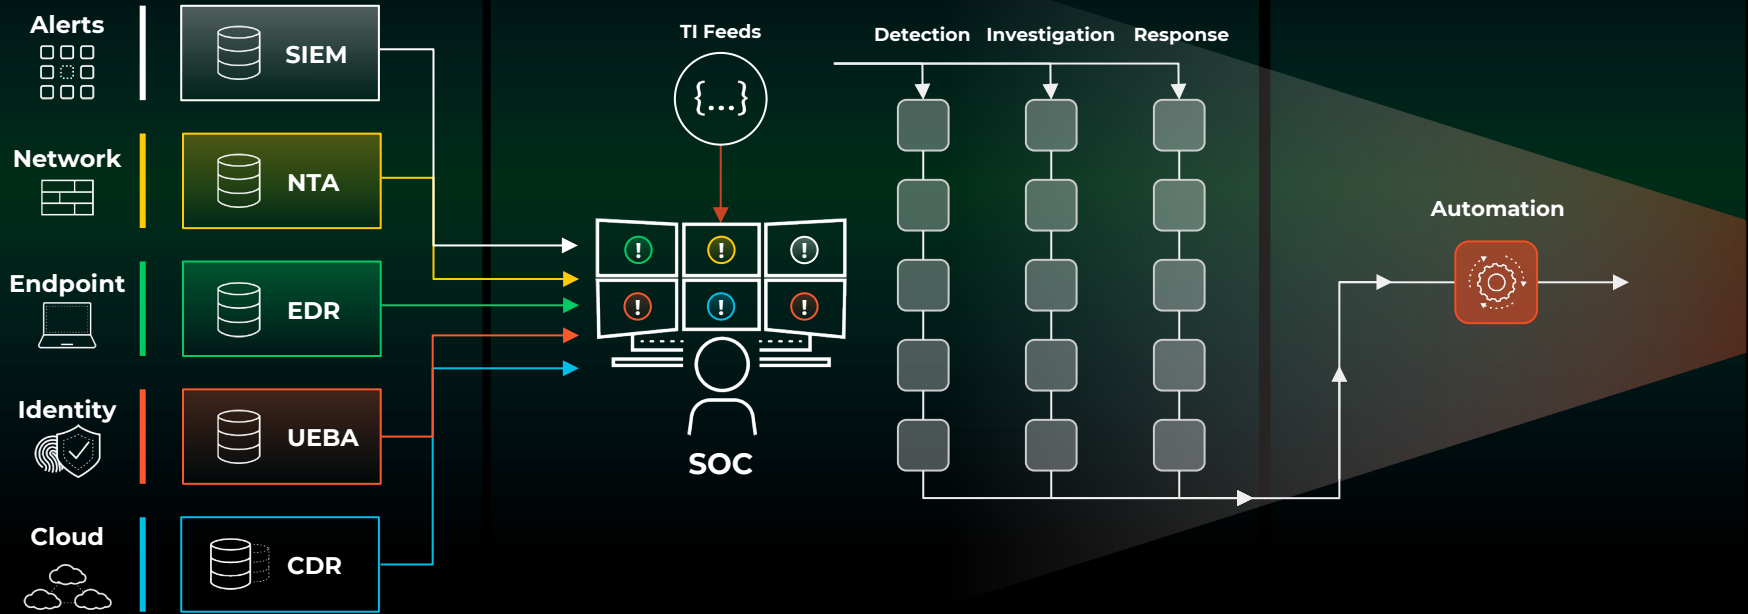 Alerts
SIEM
Network
NTA
Endpoint
EDR
Identity
UEBA
Cloud
CDR
TI Feeds
{...}
!
!
!
!
!
!
SOC
Detection
Investigation
Response
Automation